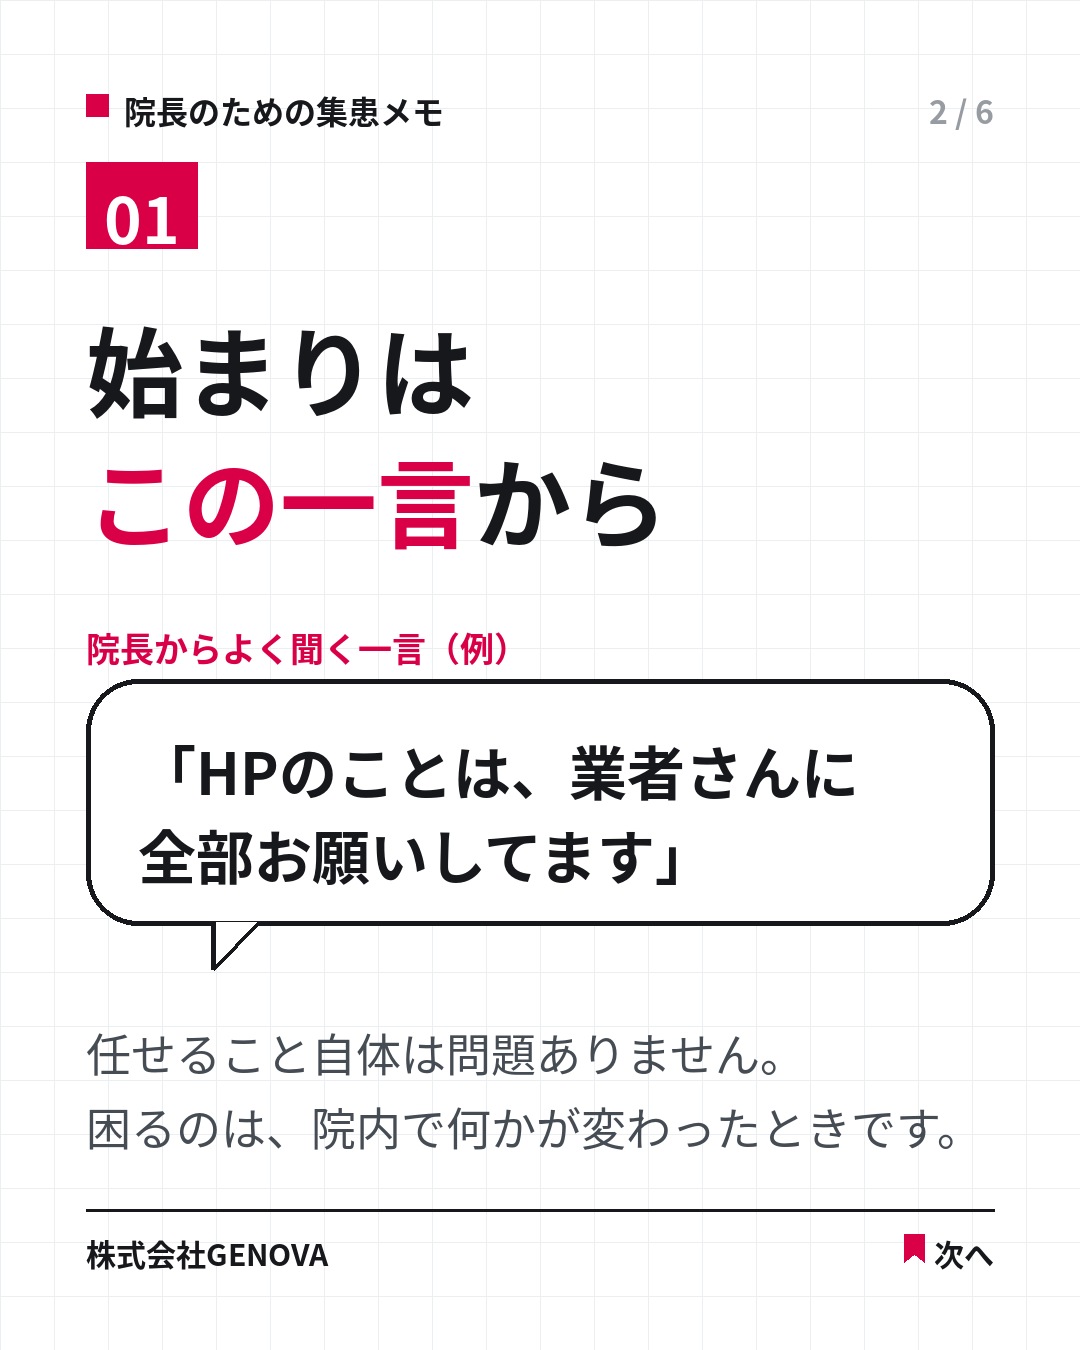 院長のための集患メモ
2 / 6
01
始まりは
この一言から
院長からよく聞く一言（例）
「HPのことは、業者さんに
全部お願いしてます」
任せること自体は問題ありません。
困るのは、院内で何かが変わったときです。
株式会社GENOVA
次へ